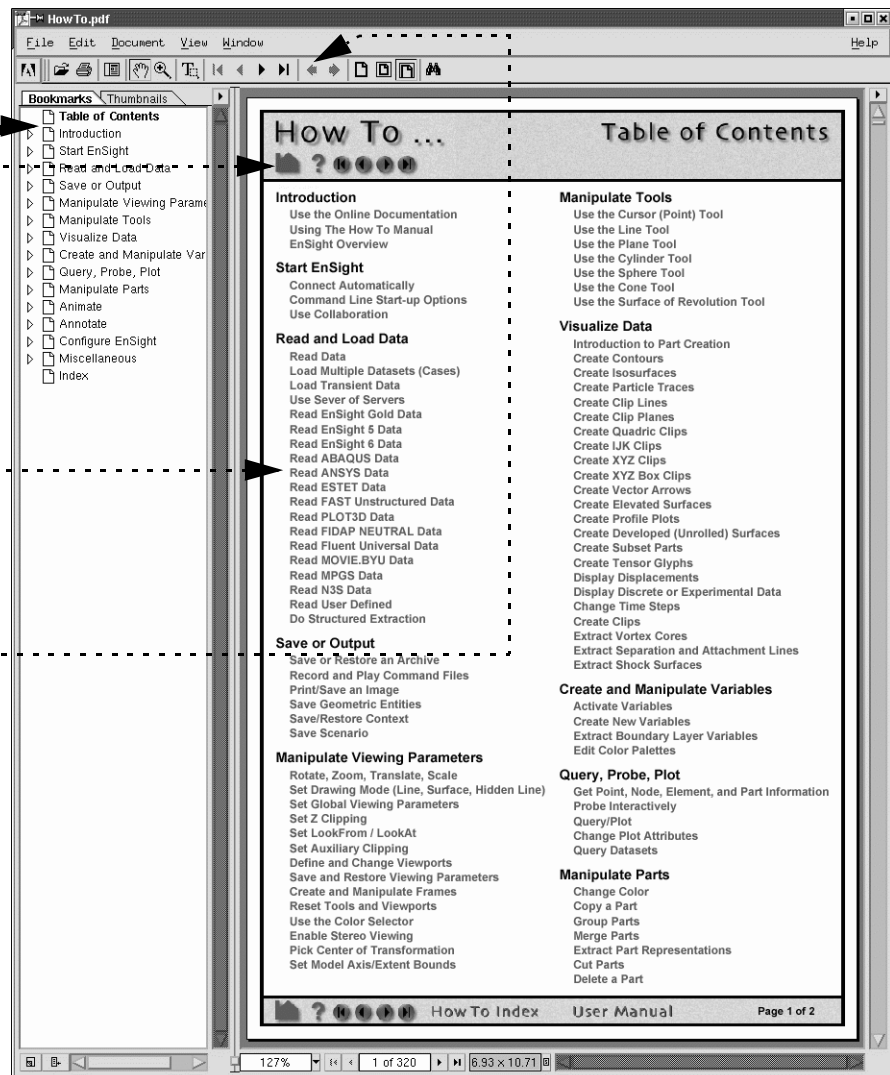 HowTo.pdf
File Edit Document View Window Help
Bookmarks Thumbnails
Table of Contents
Introduction
Start EnSight
Read and Load Data
Save or Output
Manipulate Viewing Parame
Manipulate Tools
Visualize Data
Create and Manipulate Var
Query, Probe, Plot
Manipulate Parts
Animate
Annotate
Configure EnSight
Miscellaneous
Index
How To ...
Table of Contents
Introduction
Use the Online Documentation
Using The How To Manual
EnSight Overview
Start EnSight
Connect Automatically
Command Line Start-up Options
Use Collaboration
Read and Load Data
Read Data
Load Multiple Datasets (Cases)
Load Transient Data
Use Sever of Servers
Read EnSight Gold Data
Read EnSight 5 Data
Read EnSight 6 Data
Read ABAQUS Data
Read ANSYS Data
Read ESTET Data
Read FAST Unstructured Data
Read PLOT3D Data
Read FIDAP NEUTRAL Data
Read Fluent Universal Data
Read MOVIE.BYU Data
Read MPGS Data
Read N3S Data
Read User Defined
Do Structured Extraction
Save or Output
Save or Restore an Archive
Record and Play Command Files
Print/Save an Image
Save Geometric Entities
Save/Restore Context
Save Scenario
Manipulate Viewing Parameters
Rotate, Zoom, Translate, Scale
Set Drawing Mode (Line, Surface, Hidden Line)
Set Global Viewing Parameters
Set Z Clipping
Set LookFrom / LookAt
Set Auxiliary Clipping
Define and Change Viewports
Save and Restore Viewing Parameters
Create and Manipulate Frames
Reset Tools and Viewports
Use the Color Selector
Enable Stereo Viewing
Pick Center of Transformation
Set Model Axis/Extent Bounds
Manipulate Tools
Use the Cursor (Point) Tool
Use the Line Tool
Use the Plane Tool
Use the Cylinder Tool
Use the Sphere Tool
Use the Cone Tool
Use the Surface of Revolution Tool
Visualize Data
Introduction to Part Creation
Create Contours
Create Isosurfaces
Create Particle Traces
Create Clip Lines
Create Clip Planes
Create Quadric Clips
Create IJK Clips
Create XYZ Clips
Create XYZ Box Clips
Create Vector Arrows
Create Elevated Surfaces
Create Profile Plots
Create Developed (Unrolled) Surfaces
Create Subset Parts
Create Tensor Glyphs
Display Displacements
Display Discrete or Experimental Data
Change Time Steps
Create Clips
Extract Vortex Cores
Extract Separation and Attachment Lines
Extract Shock Surfaces
Create and Manipulate Variables
Activate Variables
Create New Variables
Extract Boundary Layer Variables
Edit Color Palettes
Query, Probe, Plot
Get Point, Node, Element, and Part Information
Probe Interactively
Query/Plot
Change Plot Attributes
Query Datasets
Manipulate Parts
Change Color
Copy a Part
Group Parts
Merge Parts
Extract Part Representations
Cut Parts
Delete a Part
HowTo Index User Manual Page 1 of 2
127% 1 of 320 6.93 x 10.71